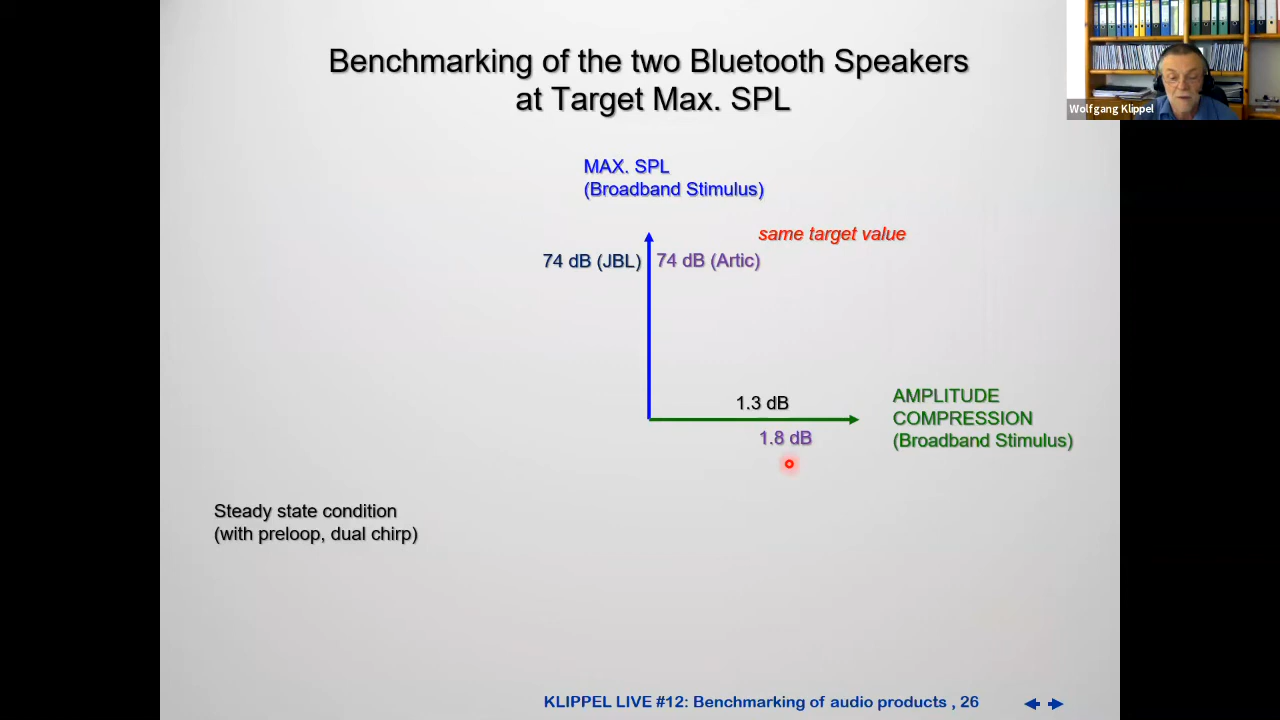 Benchmarking of the two Bluetooth Speakers
at Target Max. SPL
Wolfgang Klippel
MAX. SPL
(Broadband Stimulus)
same target value
74 dB (JBL)
74 dB (Artic)
1.3 dB
1.8 dB
AMPLITUDE
COMPRESSION
(Broadband Stimulus)
Steady state condition
(with preloop, dual chirp)
KLIPPEL LIVE #12: Benchmarking of audio products , 26